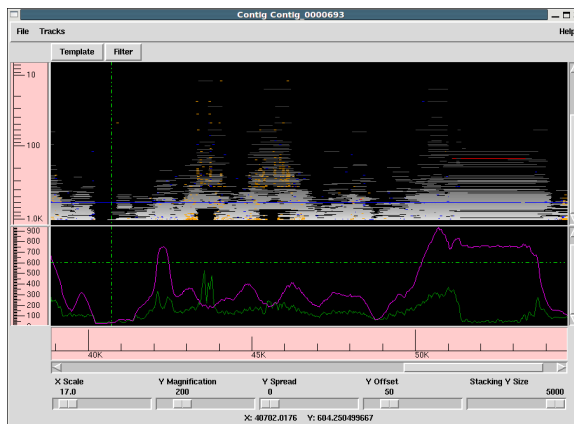 Contig Contig_0000693
File Tracks Help
Template Filter
10
100
1.0K
900
800
700
600
500
400
300
200
100
0
40K 45K 50K
X Scale Y Magnification Y Spread Y Offset Stacking Y Size
17.0 200 0 50 5000
X: 40702.0176 Y: 604.250499667